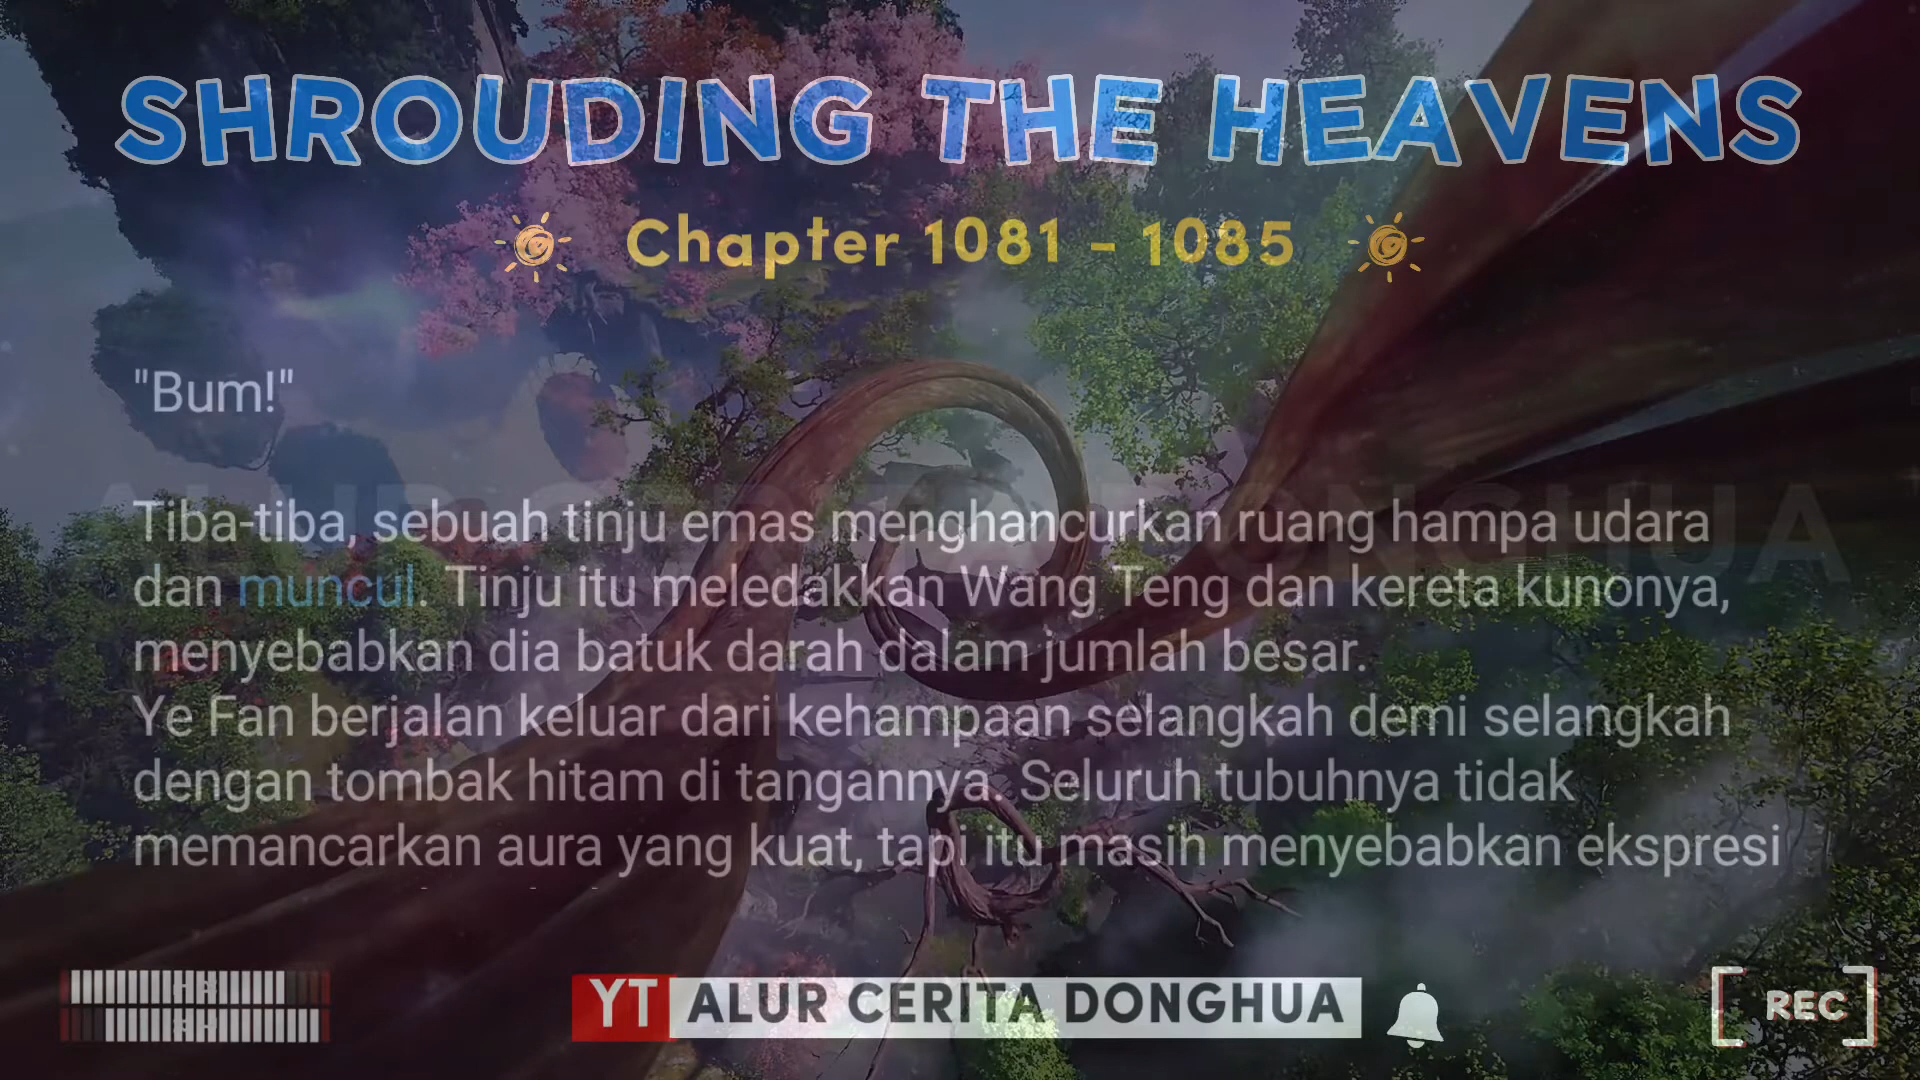 SHROUDING THE HEAVENS
Chapter 1081 - 1085
"Bum!"
ALUR CERITA DONGHUA
Tiba-tiba, sebuah tinju emas menghancurkan ruang hampa udara
dan muncul. Tinju itu meledakkan Wang Teng dan kereta kunonya,
menyebabkan dia batuk darah dalam jumlah besar.
Ye Fan berjalan keluar dari kehampaan selangkah demi selangkah
dengan tombak hitam di tangannya. Seluruh tubuhnya tidak
memancarkan aura yang kuat, tapi itu masih menyebabkan ekspresi
YT ALUR CERITA DONGHUA
REC